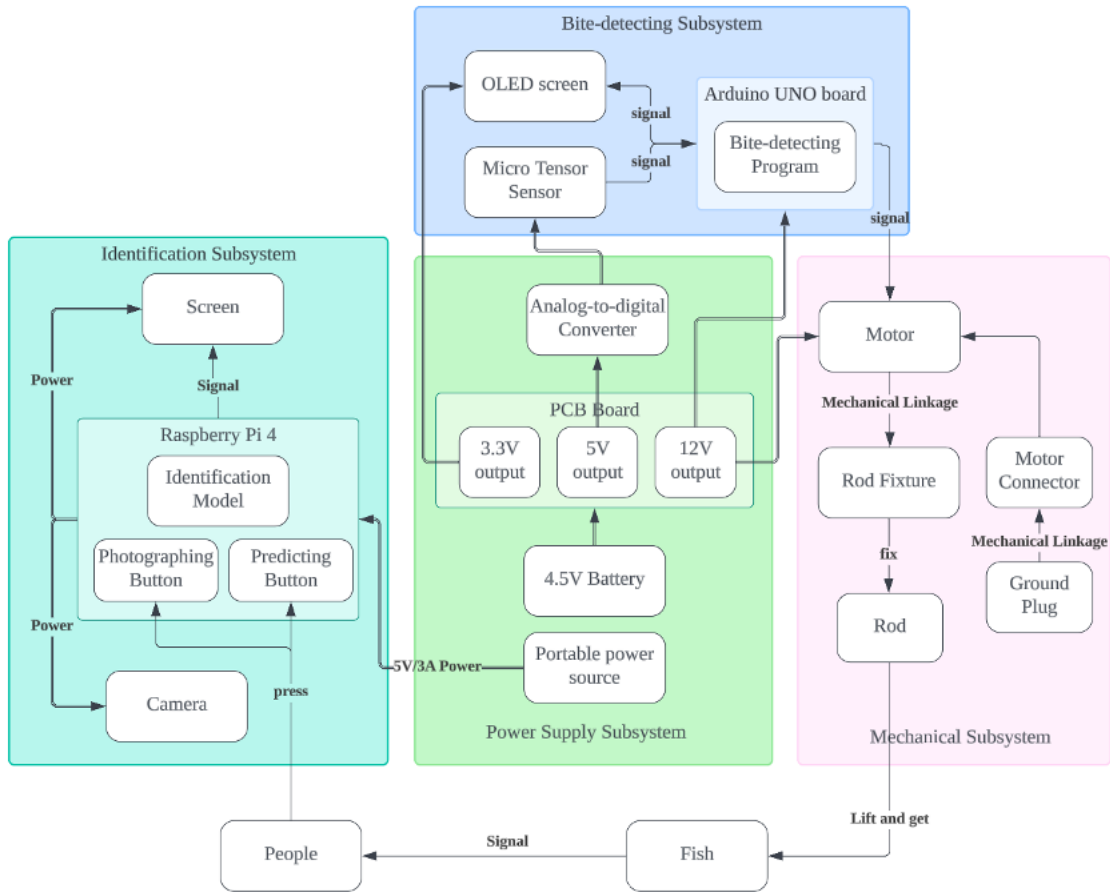 Bite-detecting Subsystem
OLED screen
Arduino UNO board
signal
Bite-detecting
Program
Micro Tensor
Sensor
signal
signal
Identification Subsystem
Screen
Power
Signal
Raspberry Pi 4
Identification
Model
Photographing
Button
Predicting
Button
Power
Camera
press
Analog-to-digital
Converter
PCB Board
3.3V
output
5V
output
12V
output
4.5V Battery
5V/3A Power
Portable power
source
Power Supply Subsystem
Motor
Mechanical Linkage
Rod Fixture
Motor
Connector
Mechanical Linkage
fix
Ground
Plug
Rod
Mechanical Subsystem
Lift and get
People
Signal
Fish